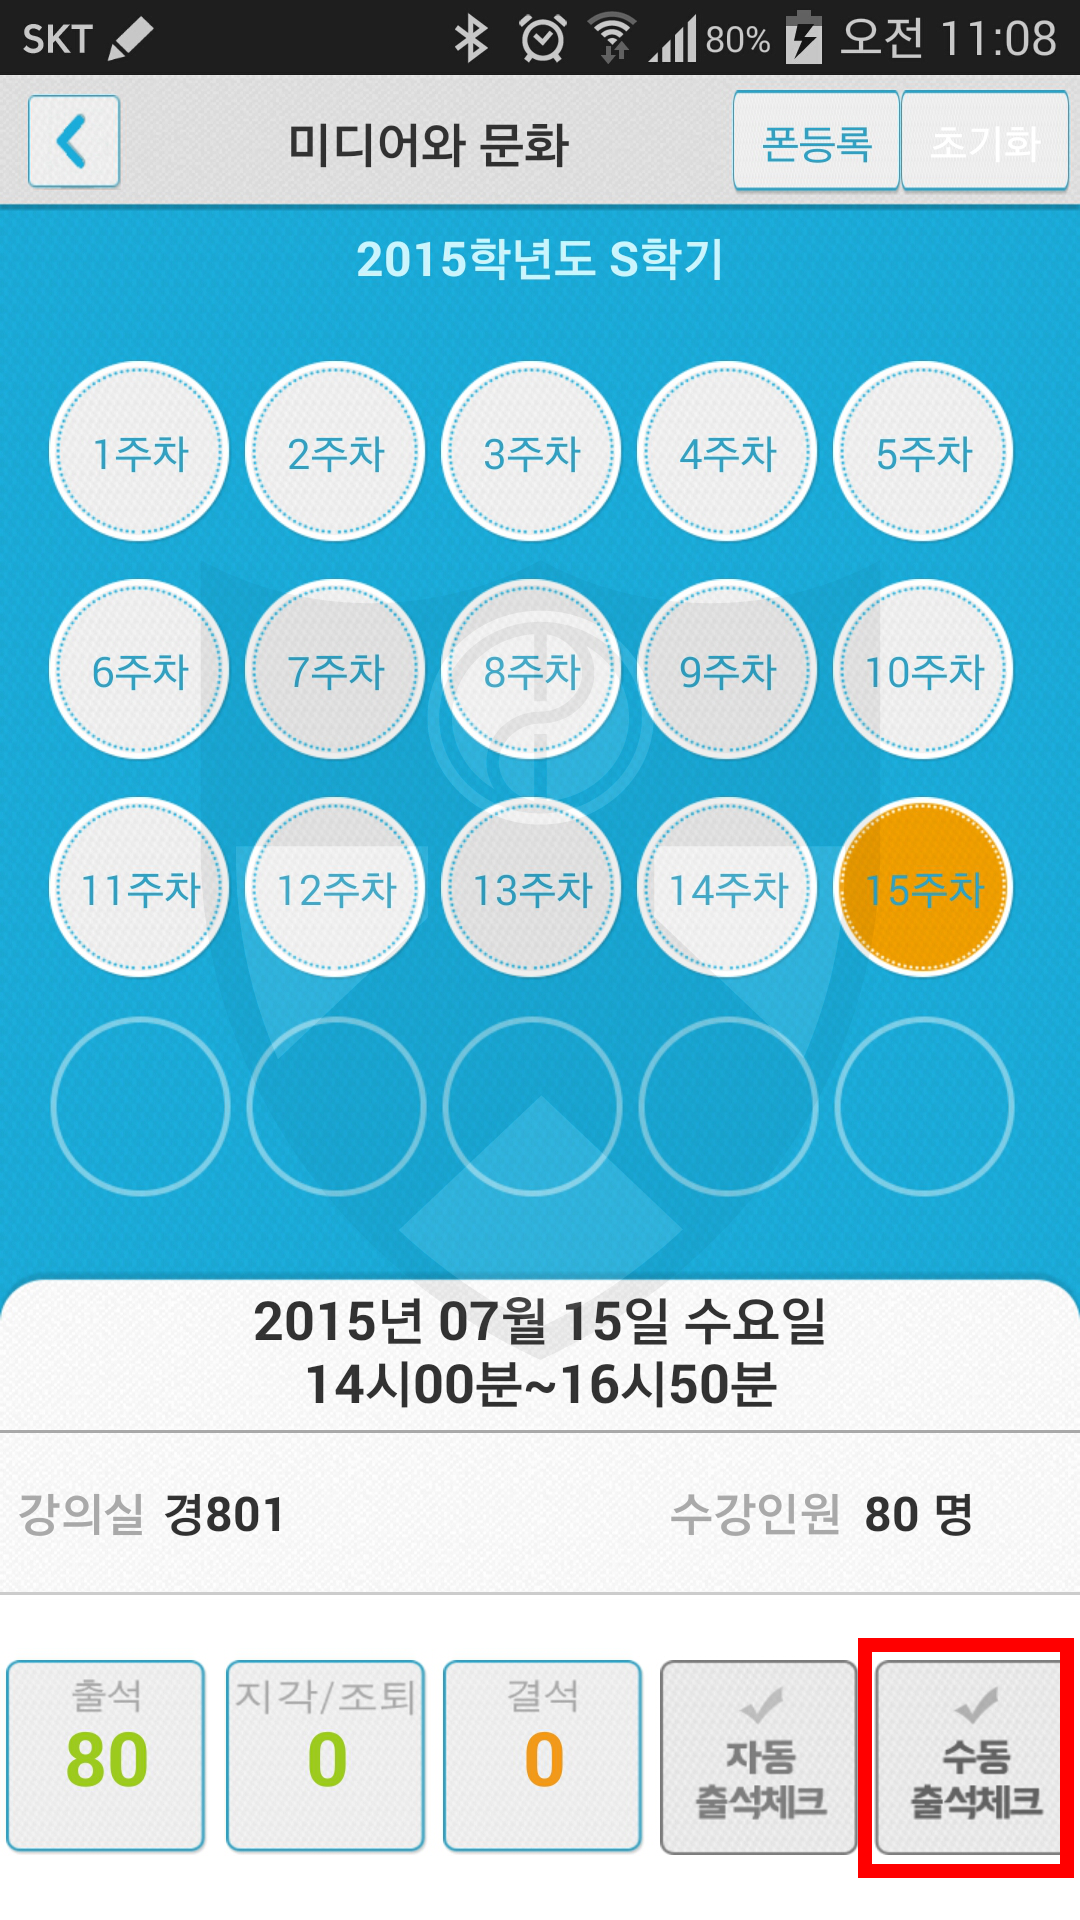 SKT 80% 오전 11:08
미디어와 문화 폰등록 초기화
2015학년도 S학기
1주차 2주차 3주차 4주차 5주차
6주차 7주차 8주차 9주차 10주차
11주차 12주차 13주차 14주차 15주차
2015년 07월 15일 수요일
14시00분~16시50분
강의실 경801 수강인원 80 명
출석 지각/조퇴 결석
80 0 0
자동 수동
출석체크 출석체크